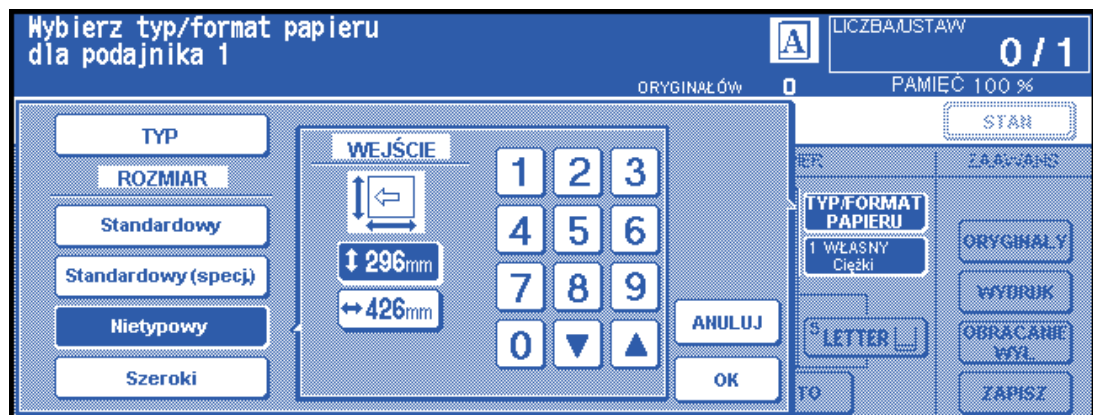 Wybierz typ/format papieru
dla podajnika 1
LICZBA/USTAW
0 / 1
ORYGINAŁÓW 0 PAMIĘĆ 100 %
STAN
TYP
ROZMIAR
Standardowy
Standardowy (specj.)
Nietypowy
Szeroki
WEJŚCIE
296mm
426mm
1 2 3
4 5 6
7 8 9
0
ANULUJ
OK
TYP/FORMAT
PAPIERU
1 WŁASNY
Ciężki
S LETTER
TO
ZAAWANS
ORYGINAŁY
WYDRUK
OBRACANIE
WYŁ.
ZAPISZ